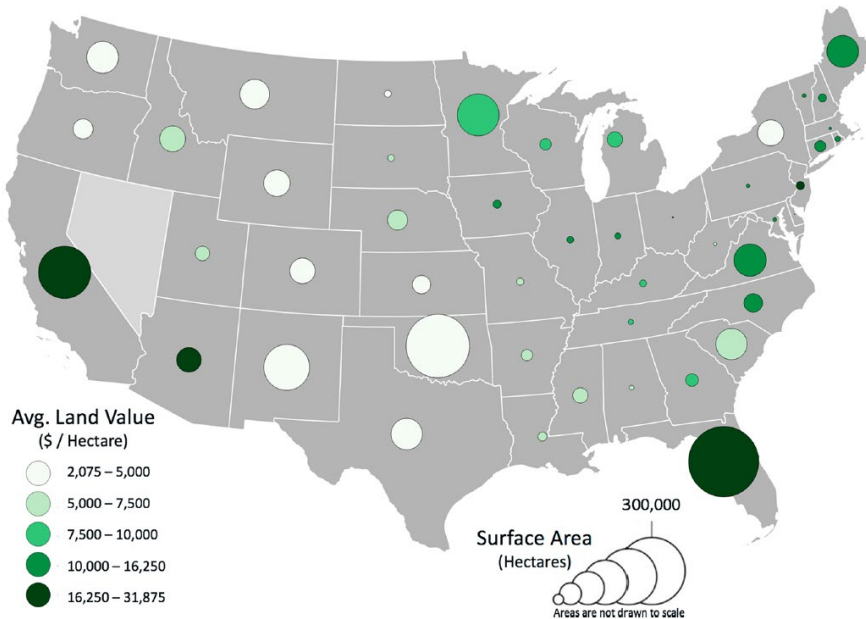 Avg. Land Value
($ / Hectare)
2,075 – 5,000
5,000 – 7,500
7,500 – 10,000
10,000 – 16,250
16,250 – 31,875
300,000
Surface Area
(Hectares)
Areas are not drawn to scale